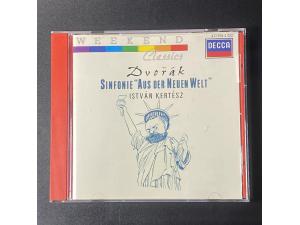 WEEKEND
Classics
DECCA
Dvořák
SINFONIE "AUS DER NEUEN WELT"
ISTVÁN KERTÉSZ